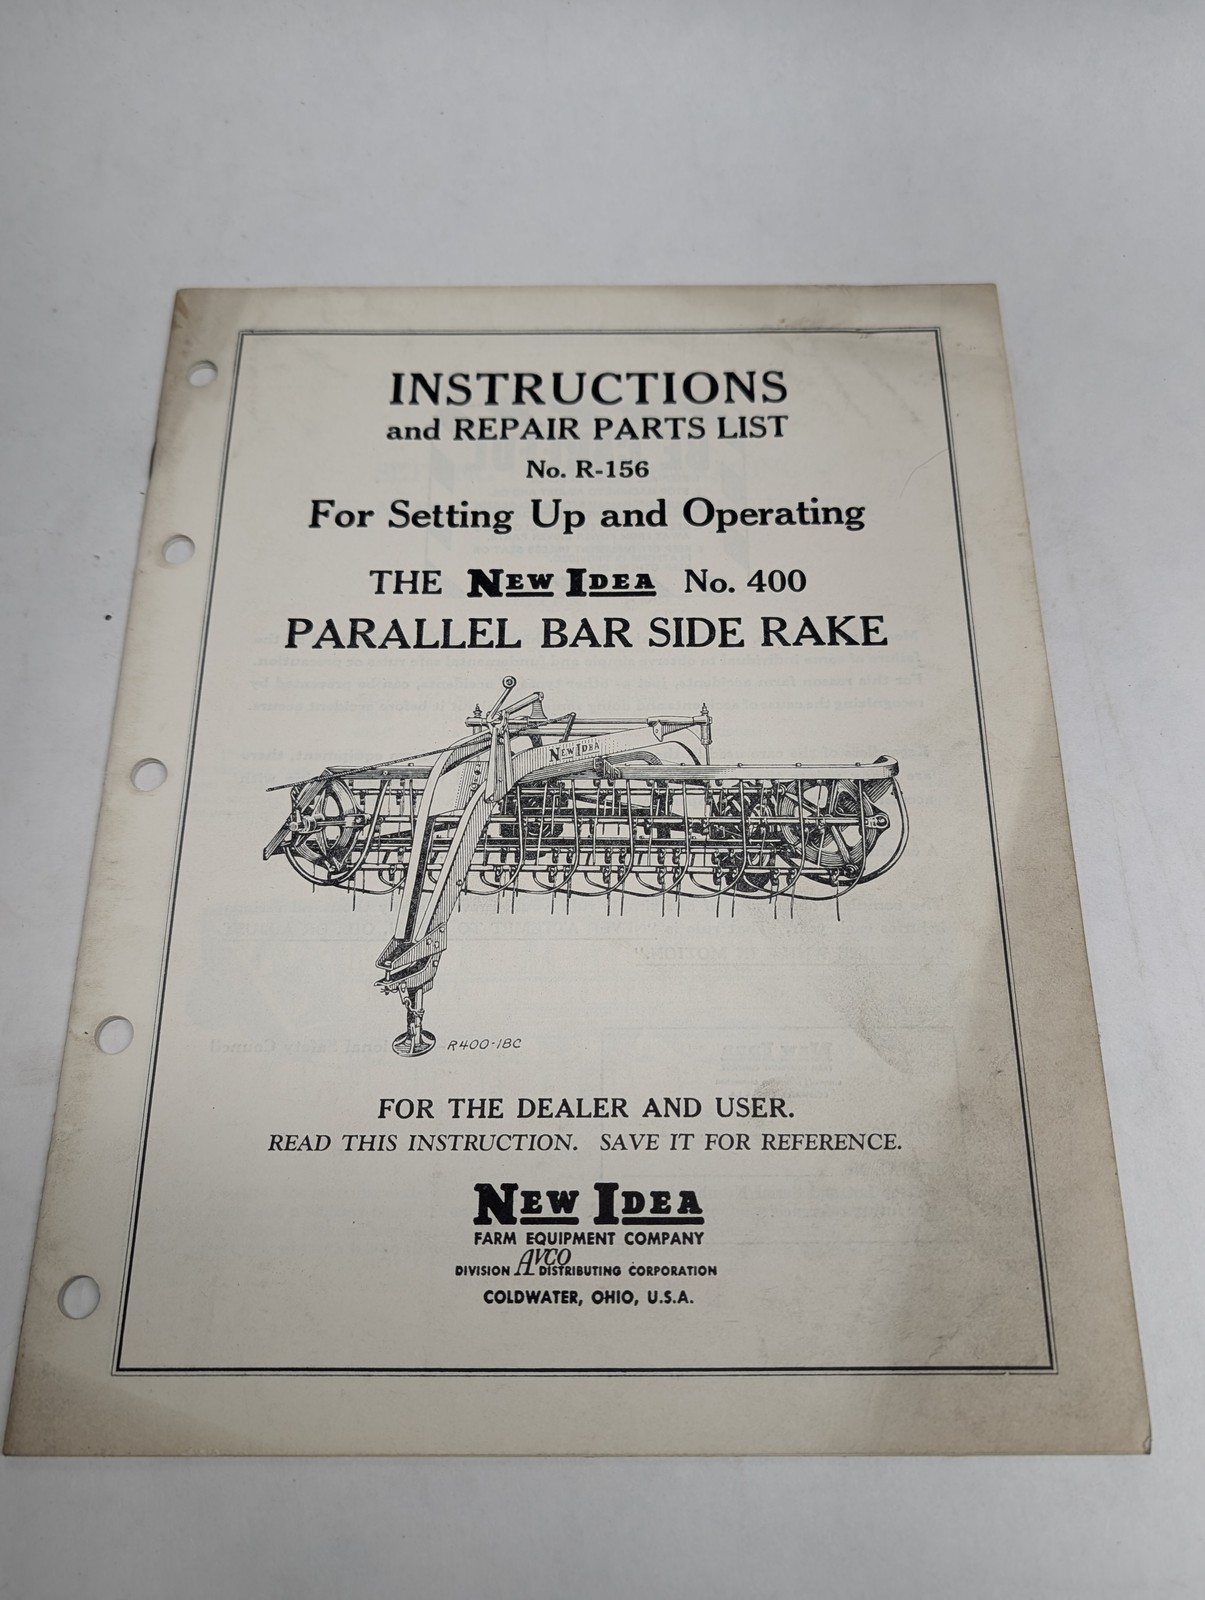 INSTRUCTIONS
and REPAIR PARTS LIST
No. R-156
For Setting Up and Operating
THE NEW IDEA No. 400
PARALLEL BAR SIDE RAKE
NEW IDEA
R400-1BC
FOR THE DEALER AND USER.
READ THIS INSTRUCTION. SAVE IT FOR REFERENCE.
NEW IDEA
FARM EQUIPMENT COMPANY
DIVISION AVCO DISTRIBUTING CORPORATION
COLDWATER, OHIO, U.S.A.